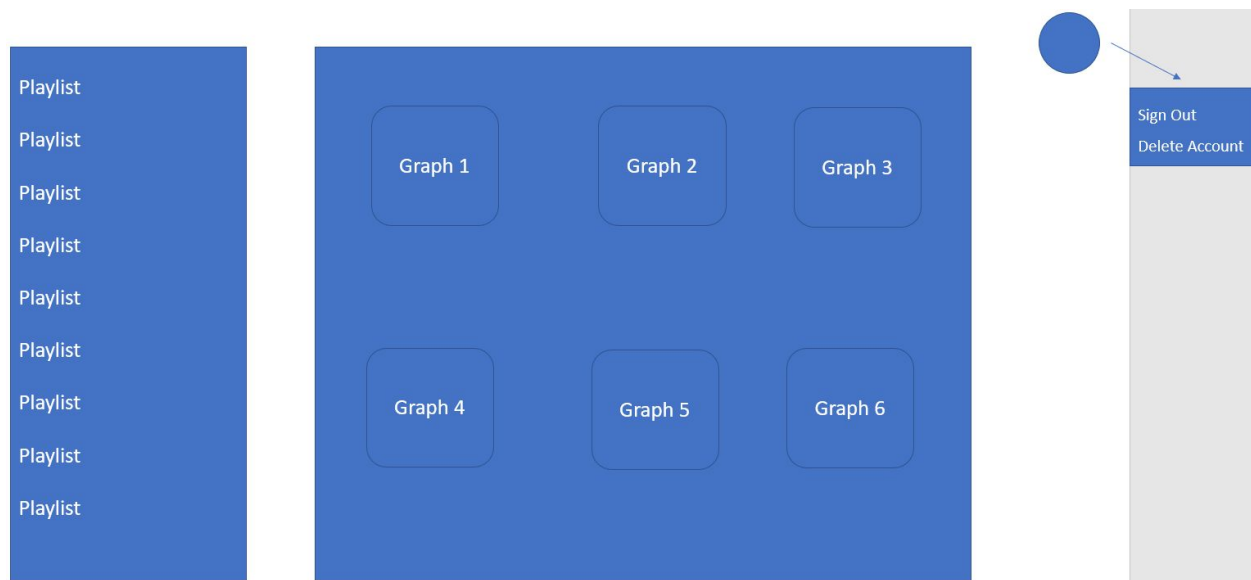 Playlist
Playlist
Playlist
Playlist
Playlist
Playlist
Playlist
Playlist
Playlist
Graph 1
Graph 2
Graph 3
Graph 4
Graph 5
Graph 6
Sign Out
Delete Account